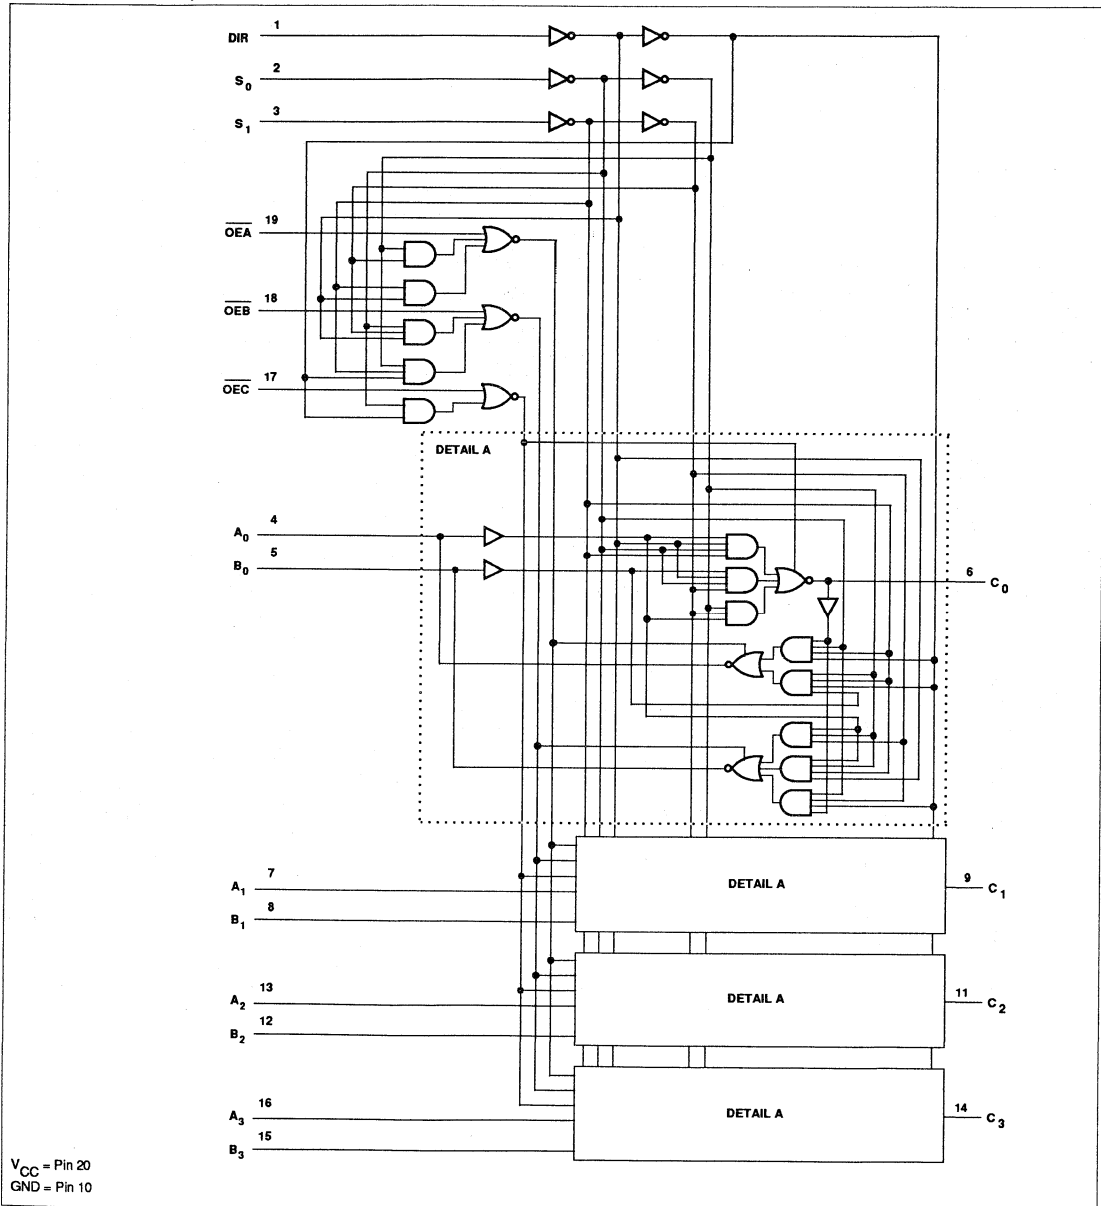 1
DIR
2
S0
3
S1
19
OEA
18
OEB
17
OEC
DETAIL A
4
A0
5
B0
6
C0
7
A1
8
B1
DETAIL A
9
C1
13
A2
12
B2
DETAIL A
11
C2
16
A3
15
B3
DETAIL A
14
C3
VCC = Pin 20
GND = Pin 10